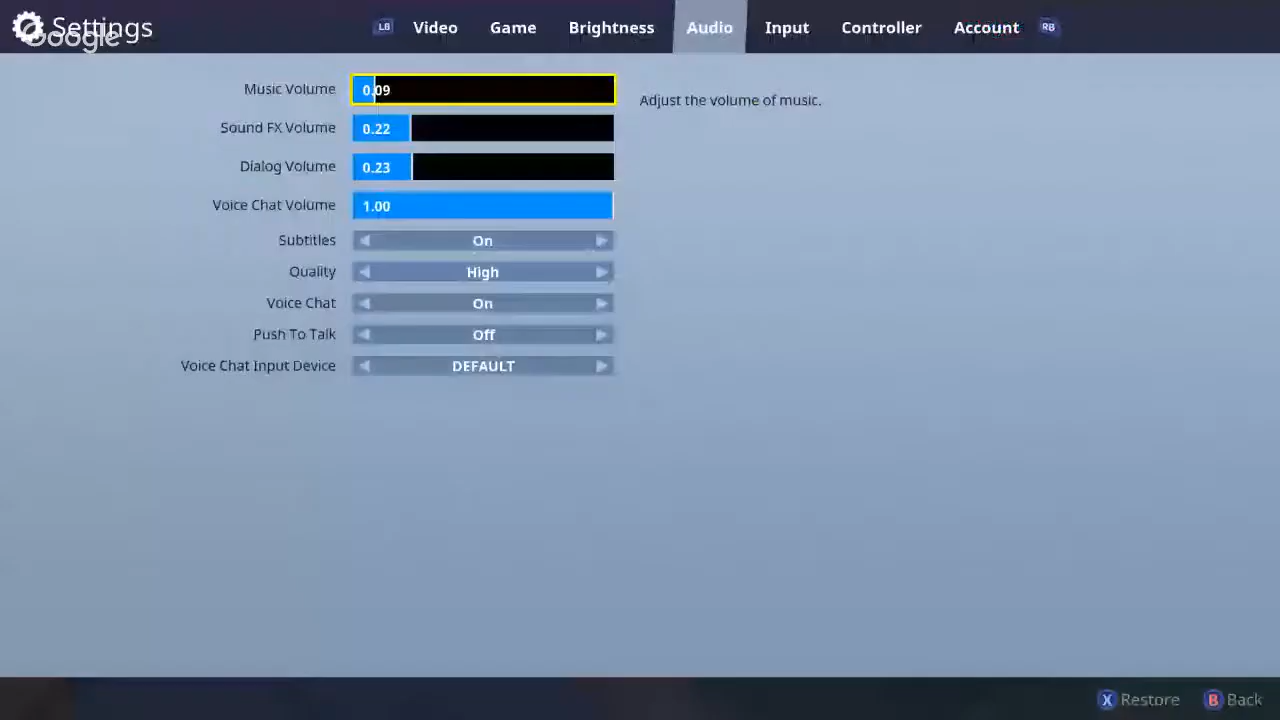 Settings
Google
LB Video Game Brightness Audio Input Controller Account RB
Music Volume 0.09
Adjust the volume of music.
Sound FX Volume 0.22
Dialog Volume 0.23
Voice Chat Volume 1.00
Subtitles On
Quality High
Voice Chat On
Push To Talk Off
Voice Chat Input Device DEFAULT
X Restore B Back